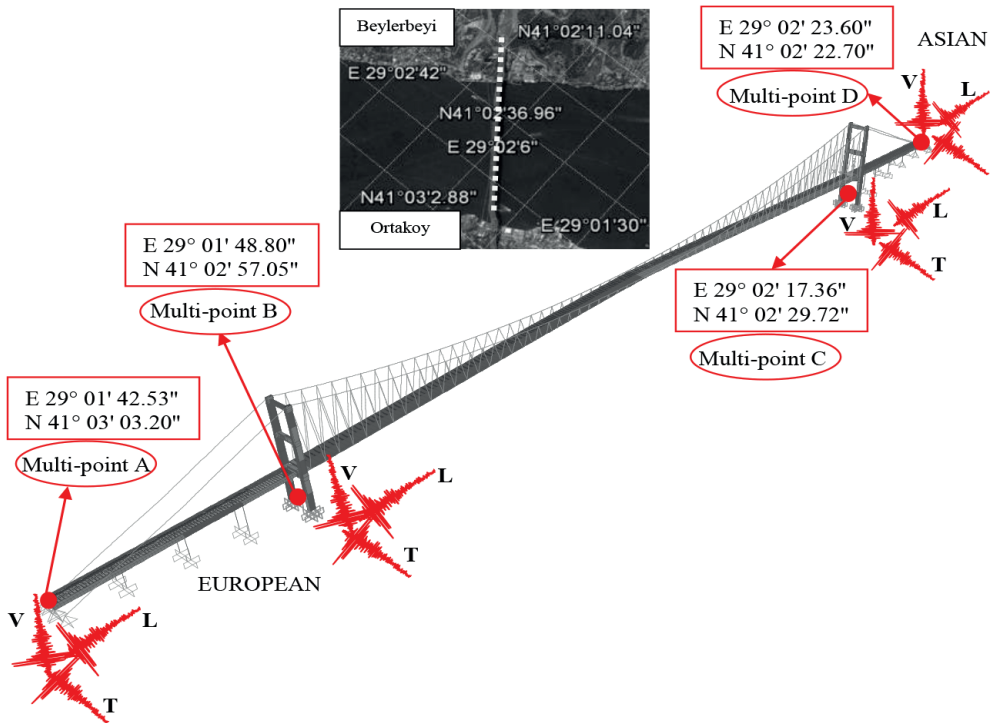 Beylerbeyi
N41°02'11.04"
E 29°02'42"
N41°02'36.96"
E 29°02'6"
N41°03'2.88"
E 29°01'30"
Ortakoy
E 29° 02' 23.60"
N 41° 02' 22.70"
ASIAN
Multi-point D
V
L
V
L
T
E 29° 02' 17.36"
N 41° 02' 29.72"
Multi-point C
E 29° 01' 48.80"
N 41° 02' 57.05"
Multi-point B
V
L
T
EUROPEAN
E 29° 01' 42.53"
N 41° 03' 03.20"
Multi-point A
V
L
T